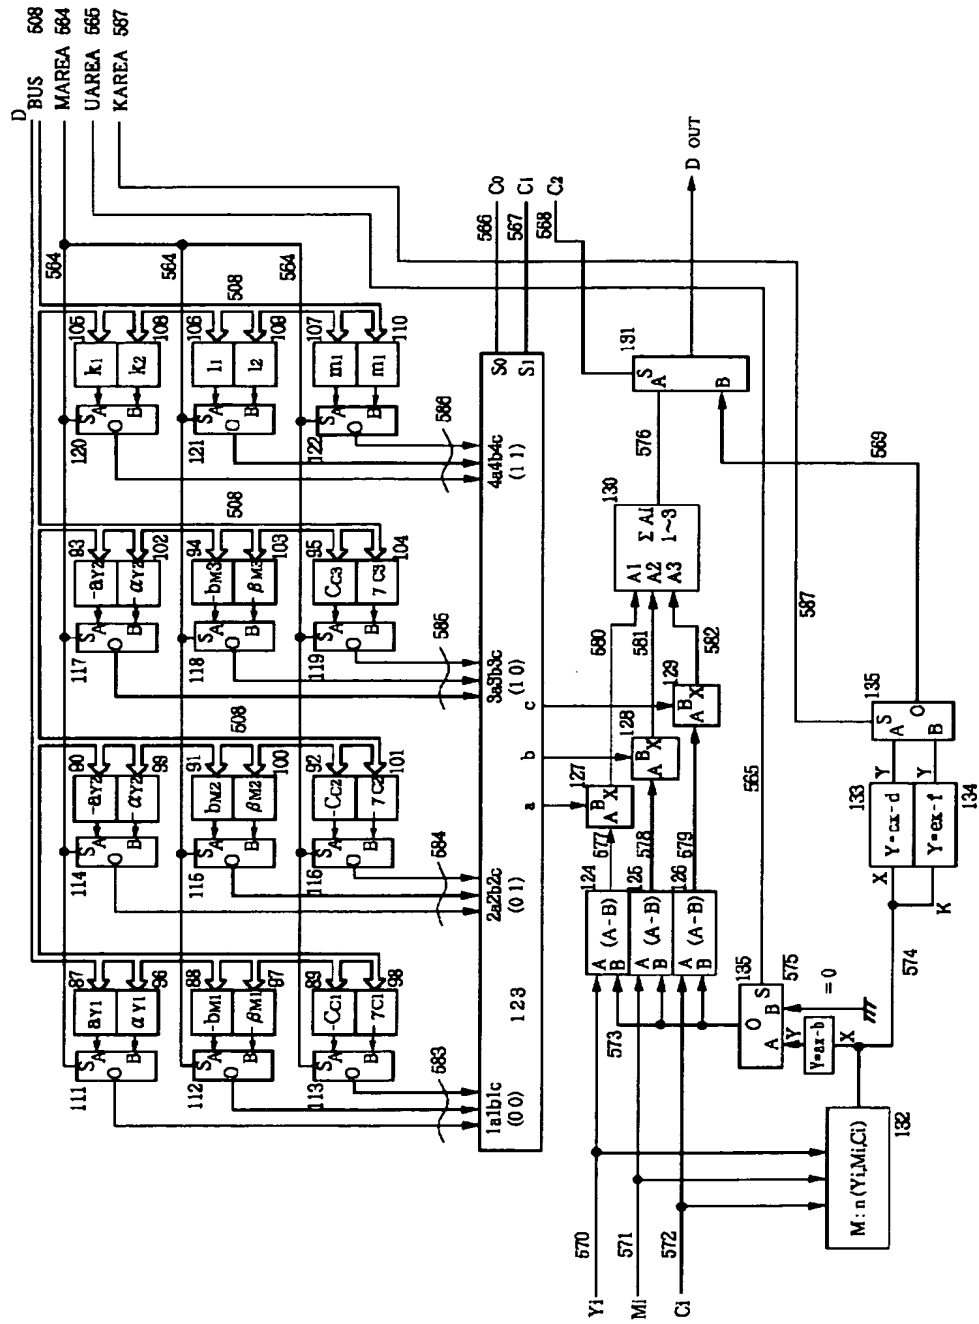 Yi
Mi
Ci
570
571
572
M:n(Yi,Mi,Ci)
132
574
X
Y=ax-b
Y
=0
575
A
B
O
S
135
573
A
B
(A-B)
124
A
B
(A-B)
125
A
B
(A-B)
126
577
578
579
A
B
X
127
A
B
X
128
A
B
X
129
a
b
c
580
581
582
A1
A2
A3
Σ AI
1~3
130
576
S
A
B
131
D OUT
565
569
587
X
K
Y=cx-d
Y=ex-f
133
134
Y
Y
A
B
S
O
135
1a1b1c
(00)
2a2b2c
(01)
3a3b3c
(10)
4a4b4c
(11)
123
S0
S1
566
567
568
C0
C1
C2
583
584
585
586
87
aY1
αY1
96
S
A
B
O
111
88
-bM1
-βM1
97
S
A
B
O
112
89
-CC1
-γC1
98
S
A
B
O
113
90
-aY2
-αY2
99
S
A
B
O
114
91
bM2
βM2
100
S
A
B
O
115
92
-CC2
-γC2
101
S
A
B
O
116
93
-aY2
-αY2
102
S
A
B
O
117
94
-bM3
-βM3
103
S
A
B
O
118
95
CC3
γC3
104
S
A
B
O
119
105
k1
k2
108
S
A
B
O
120
106
l1
l2
109
S
A
B
O
121
107
m1
m1
110
S
A
B
O
122
508
508
508
564
564
564
D
BUS 508
MAREA 564
UAREA 565
KAREA 587